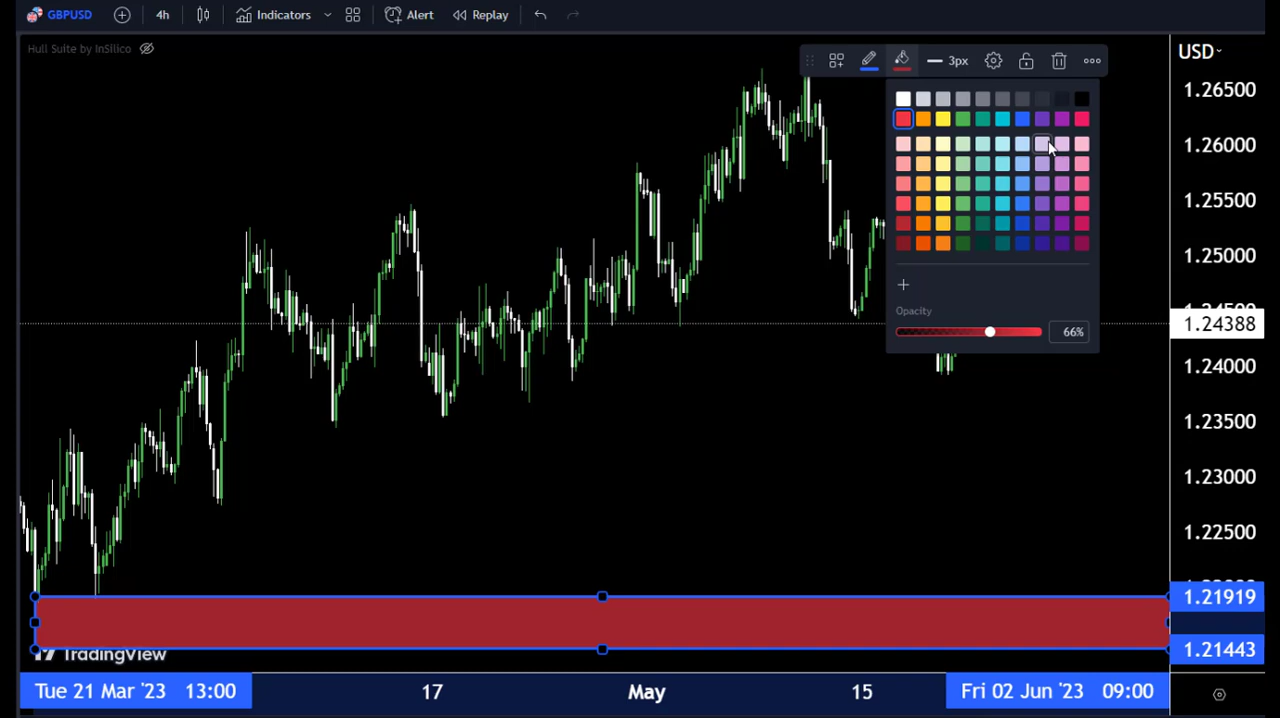 GBPUSD
4h
Indicators
Alert
Replay
Hull Suite by InSilico
3px
USD
1.26500
1.26000
1.25500
1.25000
1.24388
1.24000
1.23500
1.23000
1.22500
1.21919
1.21443
Opacity
66%
TradingView
Tue 21 Mar '23 13:00
17
May
15
Fri 02 Jun '23 09:00